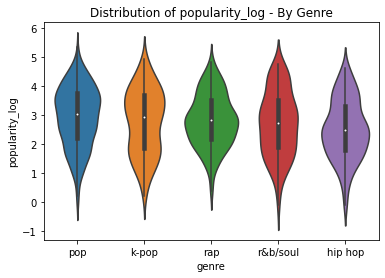 Distribution of popularity_log - By Genre
popularity_log
6
5
4
3
2
1
0
−1
pop k-pop rap r&b/soul hip hop
genre